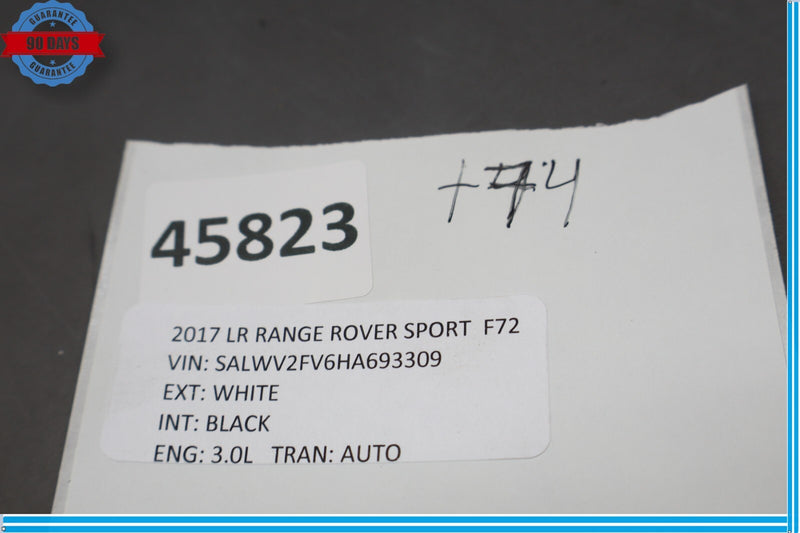 GUARANTEE
90 DAYS
GUARANTEE
45823
2017 LR RANGE ROVER SPORT F72
VIN: SALWV2FV6HA693309
EXT: WHITE
INT: BLACK
ENG: 3.0L TRAN: AUTO